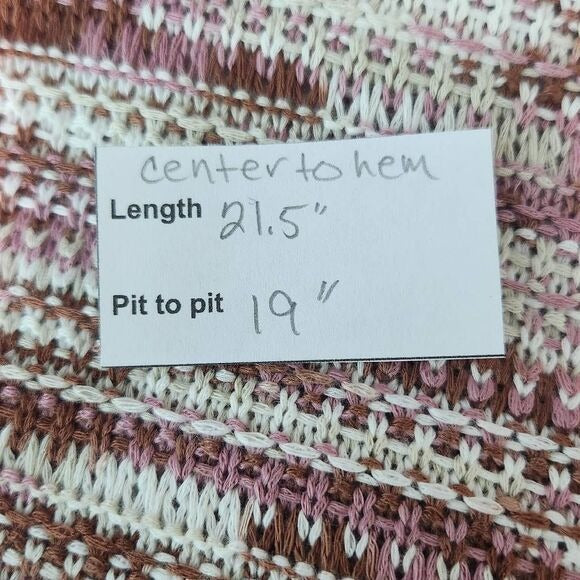 center to hem
Length 21.5"
Pit to pit 19"